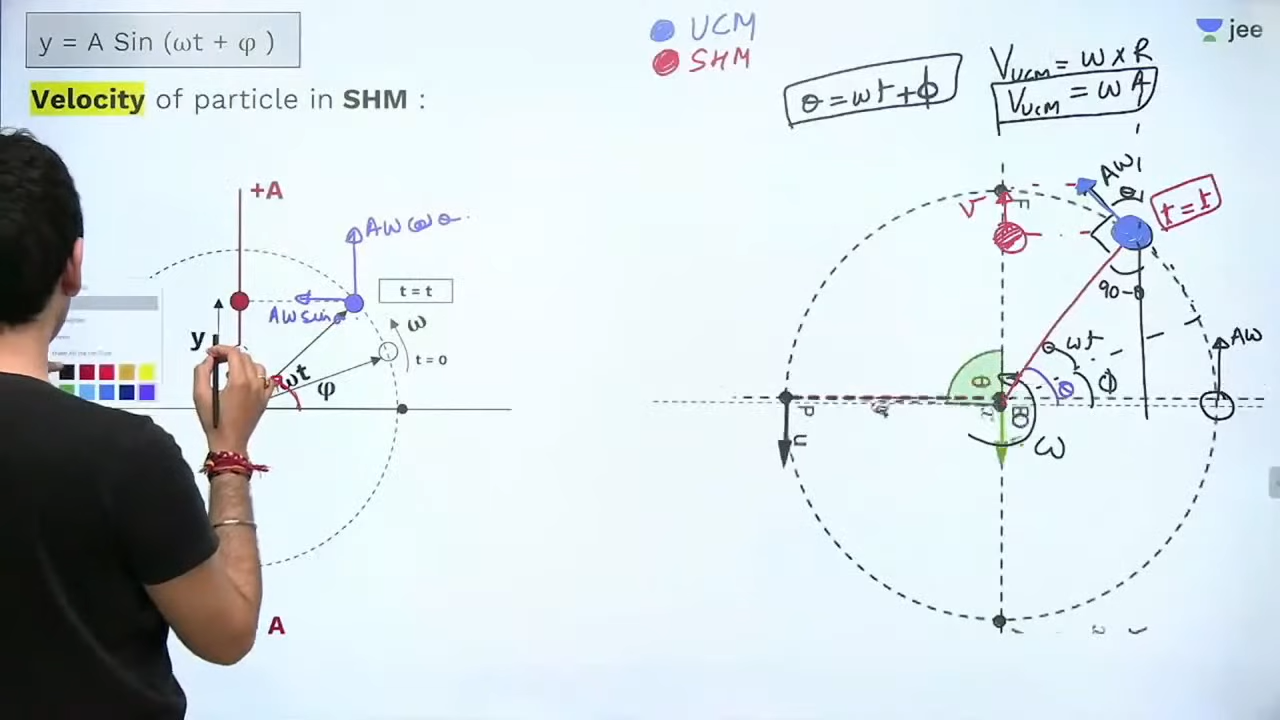 y = A Sin (ωt + φ )
Velocity of particle in SHM :
UCM
SHM
jee
θ = ωt + φ
V_UCM = ω × R
V_UCM = ω A
+A
Aω cos θ
t = t
Aω sin θ
y
ω
t = 0
ωt
φ
A
Aω
θ
t = t
v
F
90-θ
ωt
Aω
θ
θ
φ
P
x
u
ω